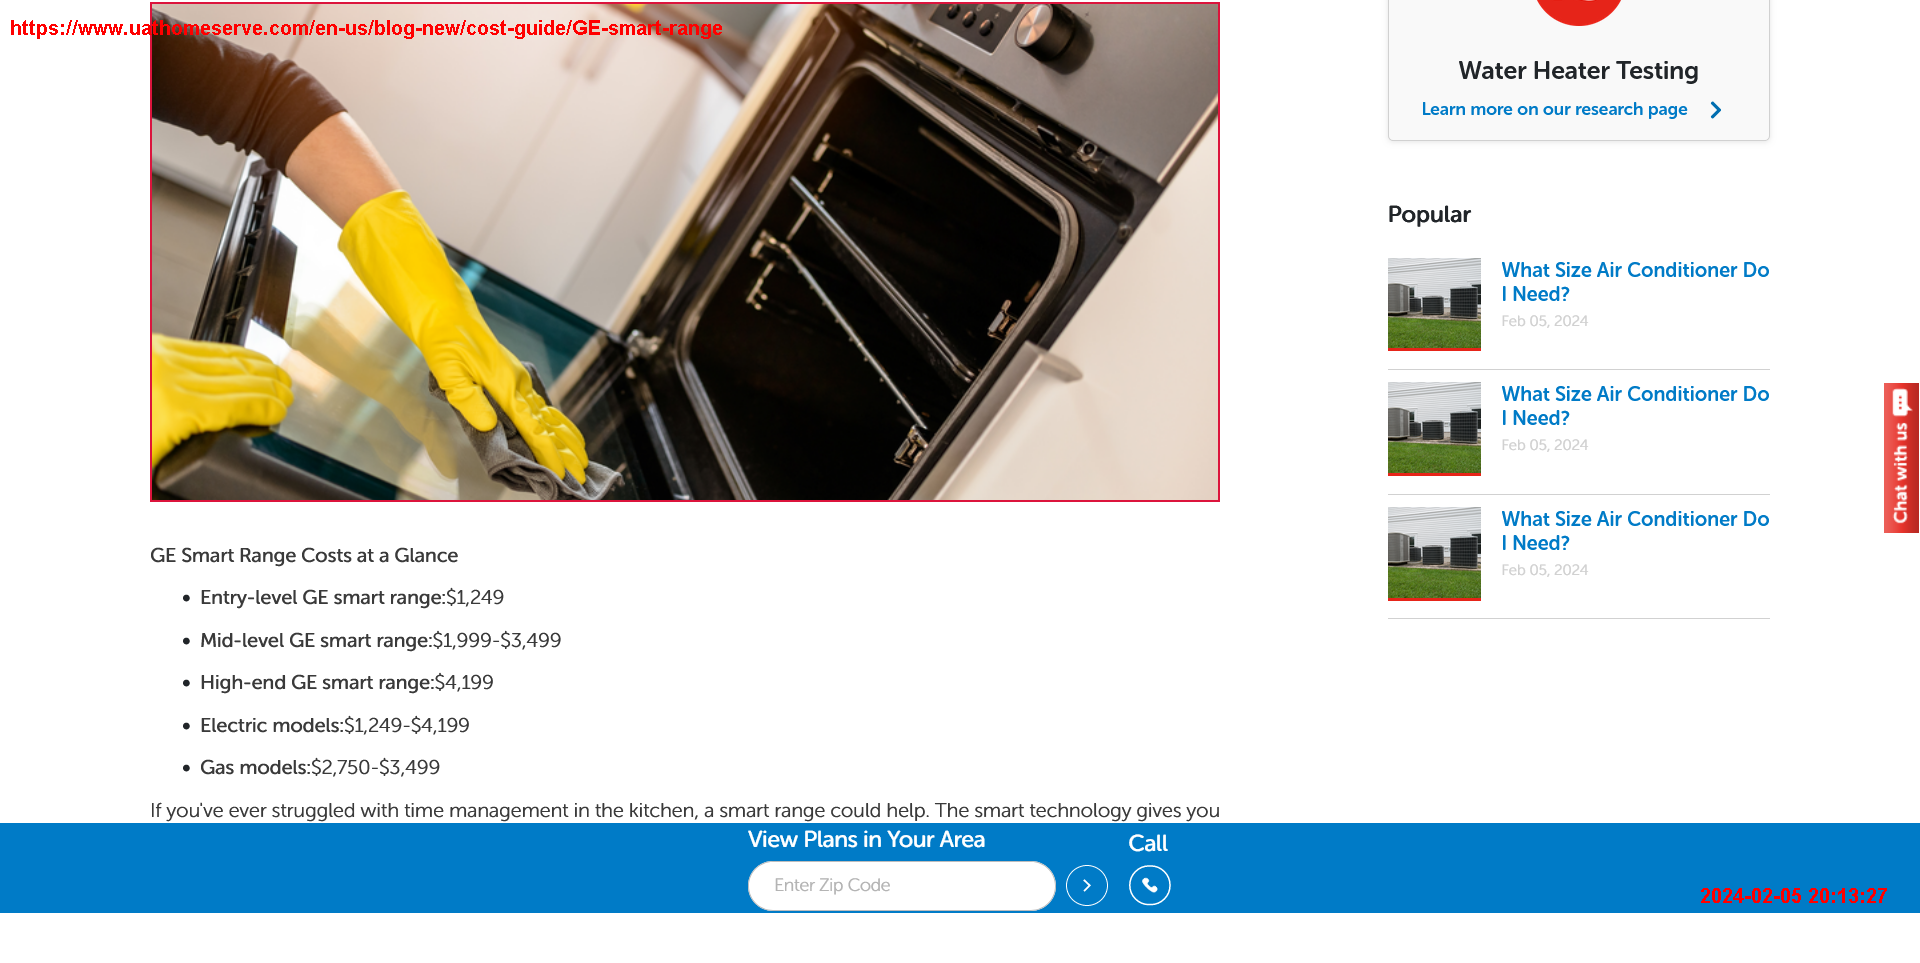 https://www.uathomeserve.com/en-us/blog-new/cost-guide/GE-smart-range
Water Heater Testing
Learn more on our research page
Popular
What Size Air Conditioner Do
I Need?
Feb 05, 2024
What Size Air Conditioner Do
I Need?
Feb 05, 2024
What Size Air Conditioner Do
I Need?
Feb 05, 2024
Chat with us
GE Smart Range Costs at a Glance
• Entry-level GE smart range:$1,249
• Mid-level GE smart range:$1,999-$3,499
• High-end GE smart range:$4,199
• Electric models:$1,249-$4,199
• Gas models:$2,750-$3,499
If you've ever struggled with time management in the kitchen, a smart range could help. The smart technology gives you
View Plans in Your Area
Call
Enter Zip Code
2024-02-05 20:13:27